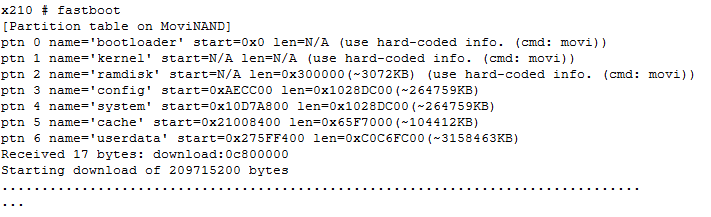 x210 # fastboot
[Partition table on MoviNAND]
ptn 0 name='bootloader' start=0x0 len=N/A (use hard-coded info. (cmd: movi))
ptn 1 name='kernel' start=N/A len=N/A (use hard-coded info. (cmd: movi))
ptn 2 name='ramdisk' start=N/A len=0x300000(~3072KB) (use hard-coded info. (cmd: movi))
ptn 3 name='config' start=0xAECC00 len=0x1028DC00(~264759KB)
ptn 4 name='system' start=0x10D7A800 len=0x1028DC00(~264759KB)
ptn 5 name='cache' start=0x21008400 len=0x65F7000(~104412KB)
ptn 6 name='userdata' start=0x275FF400 len=0xC0C6FC00(~3158463KB)
Received 17 bytes: download:0c800000
Starting download of 209715200 bytes
................................................................................
...